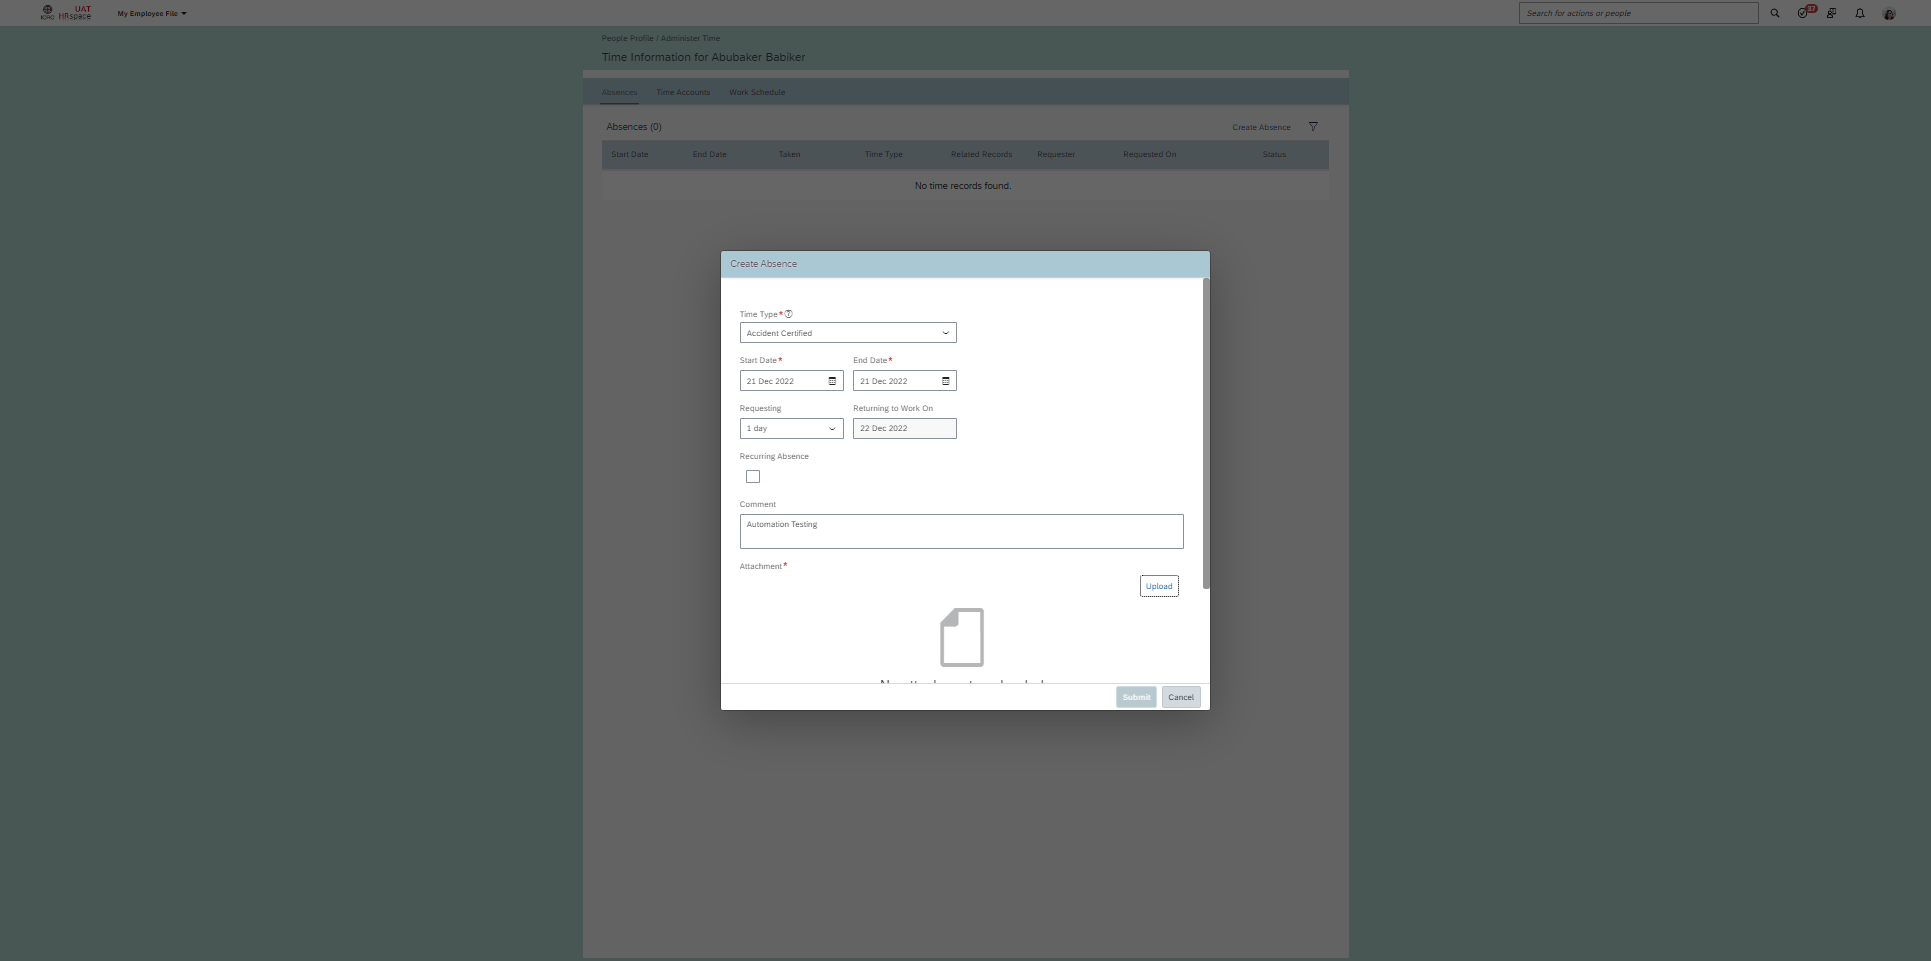 ICRC UAT HRspace My Employee File Search for actions or people 37
People Profile / Administer Time
Time Information for Abubaker Babiker
Absences Time Accounts Work Schedule
Absences (0) Create Absence
Start Date End Date Taken Time Type Related Records Requester Requested On Status
No time records found.
Create Absence
Time Type*
Accident Certified
Start Date* End Date*
21 Dec 2022 21 Dec 2022
Requesting Returning to Work On
1 day 22 Dec 2022
Recurring Absence
Comment
Automation Testing
Attachment*
Upload
Submit Cancel